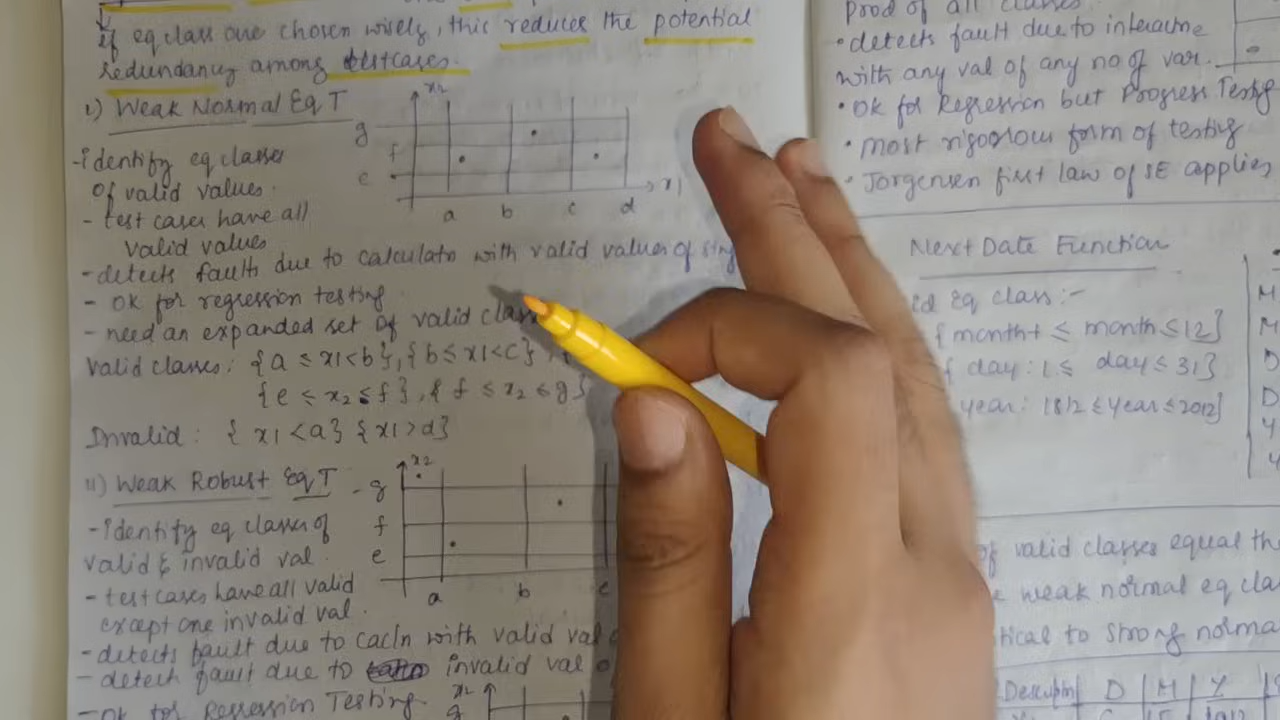 if eq class are chosen wisely, this reduces the potential
redundancy among testcases.
i) Weak Normal Eq T
- identify eq classes
of valid values.
- test cases have all
valid values
- detects fault due to calculatn with valid values of
- ok for regression testing.
- need an expanded set of valid class
valid classes: {a ≤ x1<b}, {b≤ x1<c},
{e ≤ x2 ≤ f}, { f ≤ x2 ≤ g}
Invalid: { x1 <a} {x1>d}
x2
g
f
e
x1
a b c d
ii) Weak Robust Eq T
- identify eq classes of
valid & invalid val.
- test cases have all valid
except one invalid val.
- detects fault due to cacln with valid val
- detect fault due to invalid val
- OK for Regression Testing
x2
g
f
e
a b c
x2
g
Prod of all classes.
• detects fault due to interactne
with any val of any no of var.
• OK for Regression but Progress Testing
• most rigoorous form of testing
• Jorgensen first law of SE applies
Next Date Function
Eq class:-
{month+ ≤ month ≤12}
day: 1≤ day ≤ 31}
year: 1812 ≤ year ≤2012}
M
M
D
D
Y
of valid classes equal the
weak normal eq cla
tical to strong norma
Descriptn D M Y